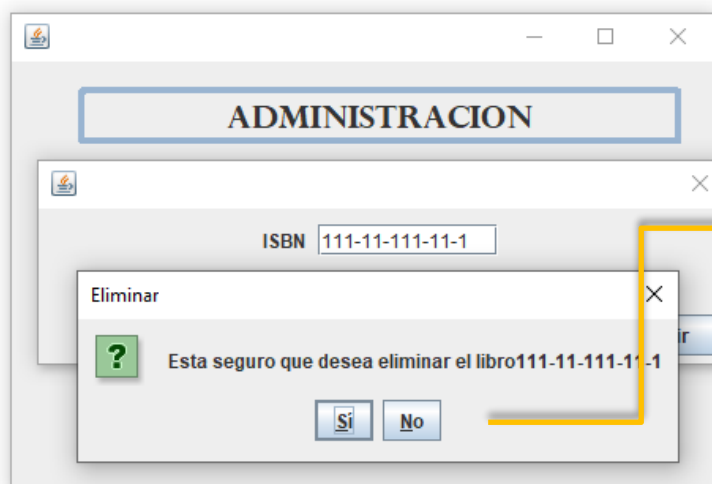 ADMINISTRACION
ISBN 111-11-111-11-1
Eliminar
ir
? Esta seguro que desea eliminar el libro111-11-111-11-1
Sí No